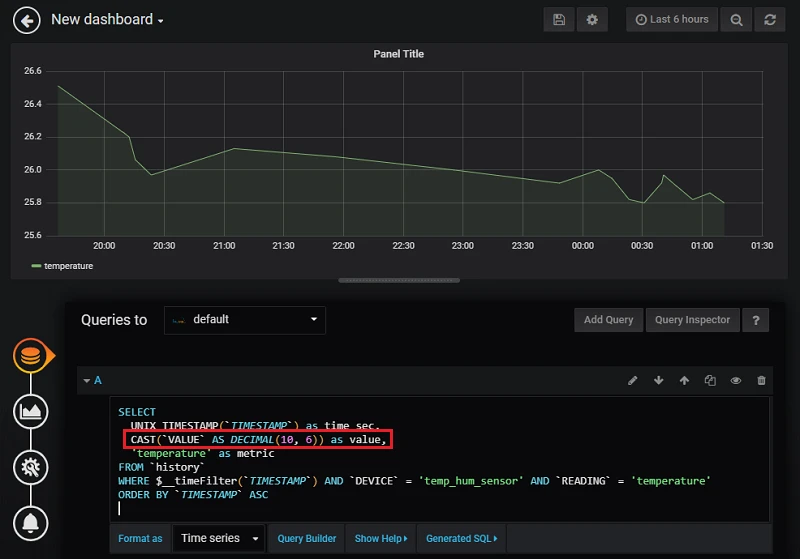 New dashboard
Last 6 hours
Panel Title
26.6
26.4
26.2
26.0
25.8
25.6
20:00 20:30 21:00 21:30 22:00 22:30 23:00 23:30 00:00 00:30 01:00 01:30
temperature
Queries to default Add Query Query Inspector ?
A
SELECT
UNIX_TIMESTAMP(`TIMESTAMP`) as time_sec,
CAST(`VALUE` AS DECIMAL(10, 6)) as value,
'temperature' as metric
FROM `history`
WHERE $__timeFilter(`TIMESTAMP`) AND `DEVICE` = 'temp_hum_sensor' AND `READING` = 'temperature'
ORDER BY `TIMESTAMP` ASC
Format as Time series Query Builder Show Help Generated SQL